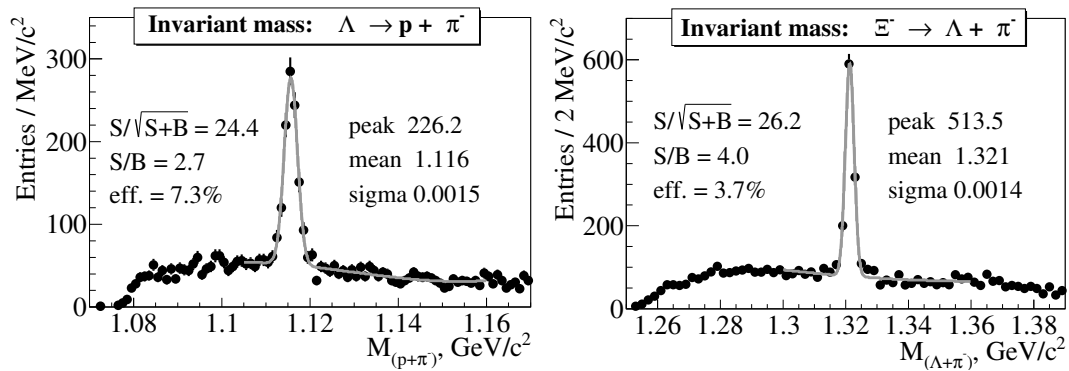 Invariant mass: Λ → p + π⁻
Entries / MeV/c²
300
200
100
0
S/√S+B = 24.4
S/B = 2.7
eff. = 7.3%
peak 226.2
mean 1.116
sigma 0.0015
1.08 1.1 1.12 1.14 1.16
M(p+π⁻), GeV/c²
Invariant mass: Ξ⁻ → Λ + π⁻
Entries / 2 MeV/c²
600
400
200
0
S/√S+B = 26.2
S/B = 4.0
eff. = 3.7%
peak 513.5
mean 1.321
sigma 0.0014
1.26 1.28 1.3 1.32 1.34 1.36 1.38
M(Λ+π⁻), GeV/c²